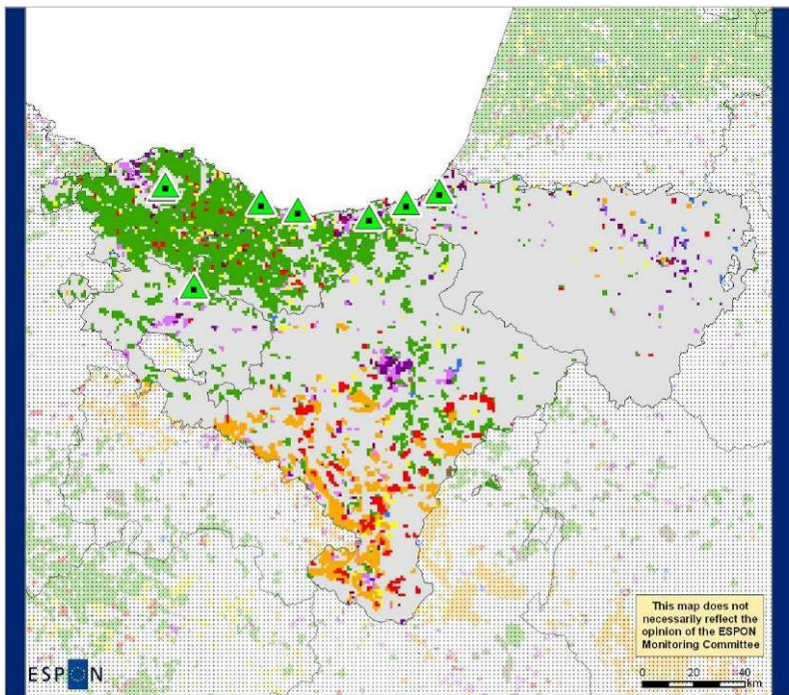 This map does not
necessarily reflect the
opinion of the ESPON
Monitoring Committee
ESPON
0 20 40
km